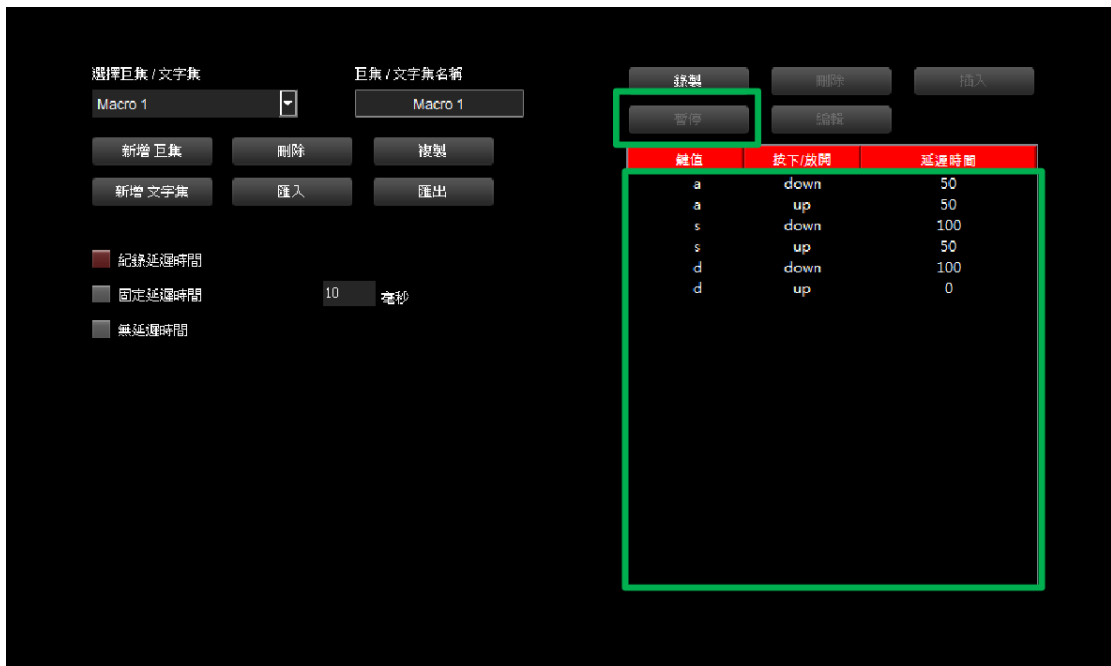 選擇巨集 / 文字集
巨集 / 文字集名稱
Macro 1
Macro 1
新增 巨集
刪除
複製
新增 文字集
匯入
匯出
紀錄延遲時間
固定延遲時間
10 毫秒
無延遲時間
錄製
刪除
插入
暫停
編輯
鍵值 按下/放開 延遲時間
a down 50
a up 50
s down 100
s up 50
d down 100
d up 0